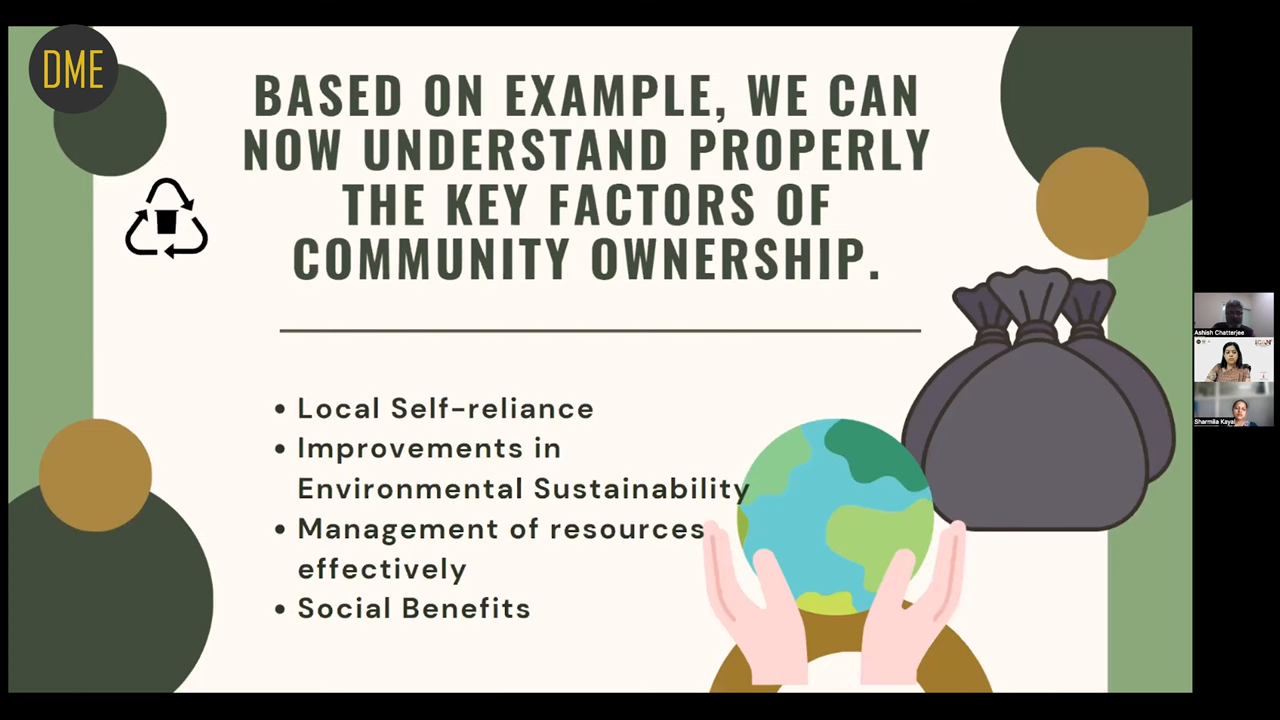 DME
BASED ON EXAMPLE, WE CAN
NOW UNDERSTAND PROPERLY
THE KEY FACTORS OF
COMMUNITY OWNERSHIP.
• Local Self-reliance
• Improvements in
Environmental Sustainability
• Management of resources
effectively
• Social Benefits
Ashish Chatterjee
Sharmila Kayal